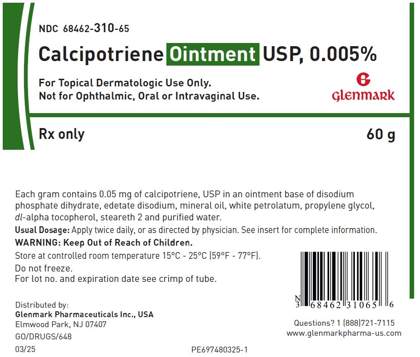 NDC 68462-310-65
Calcipotriene Ointment USP, 0.005%
For Topical Dermatologic Use Only.
Not for Ophthalmic, Oral or Intravaginal Use.
G
GLENMARK
Rx only
60 g
Each gram contains 0.05 mg of calcipotriene, USP in an ointment base of disodium
phosphate dihydrate, edetate disodium, mineral oil, white petrolatum, propylene glycol,
dl-alpha tocopherol, steareth 2 and purified water.
Usual Dosage: Apply twice daily, or as directed by physician. See insert for complete information.
WARNING: Keep Out of Reach of Children.
Store at controlled room temperature 15°C - 25°C (59°F - 77°F).
Do not freeze.
For lot no. and expiration date see crimp of tube.
N
3
68462 31065 6
Distributed by:
Glenmark Pharmaceuticals Inc., USA
Elmwood Park, NJ 07407
GO/DRUGS/648
03/25
PE697480325-1
Questions? 1 (888)721-7115
www.glenmarkpharma-us.com